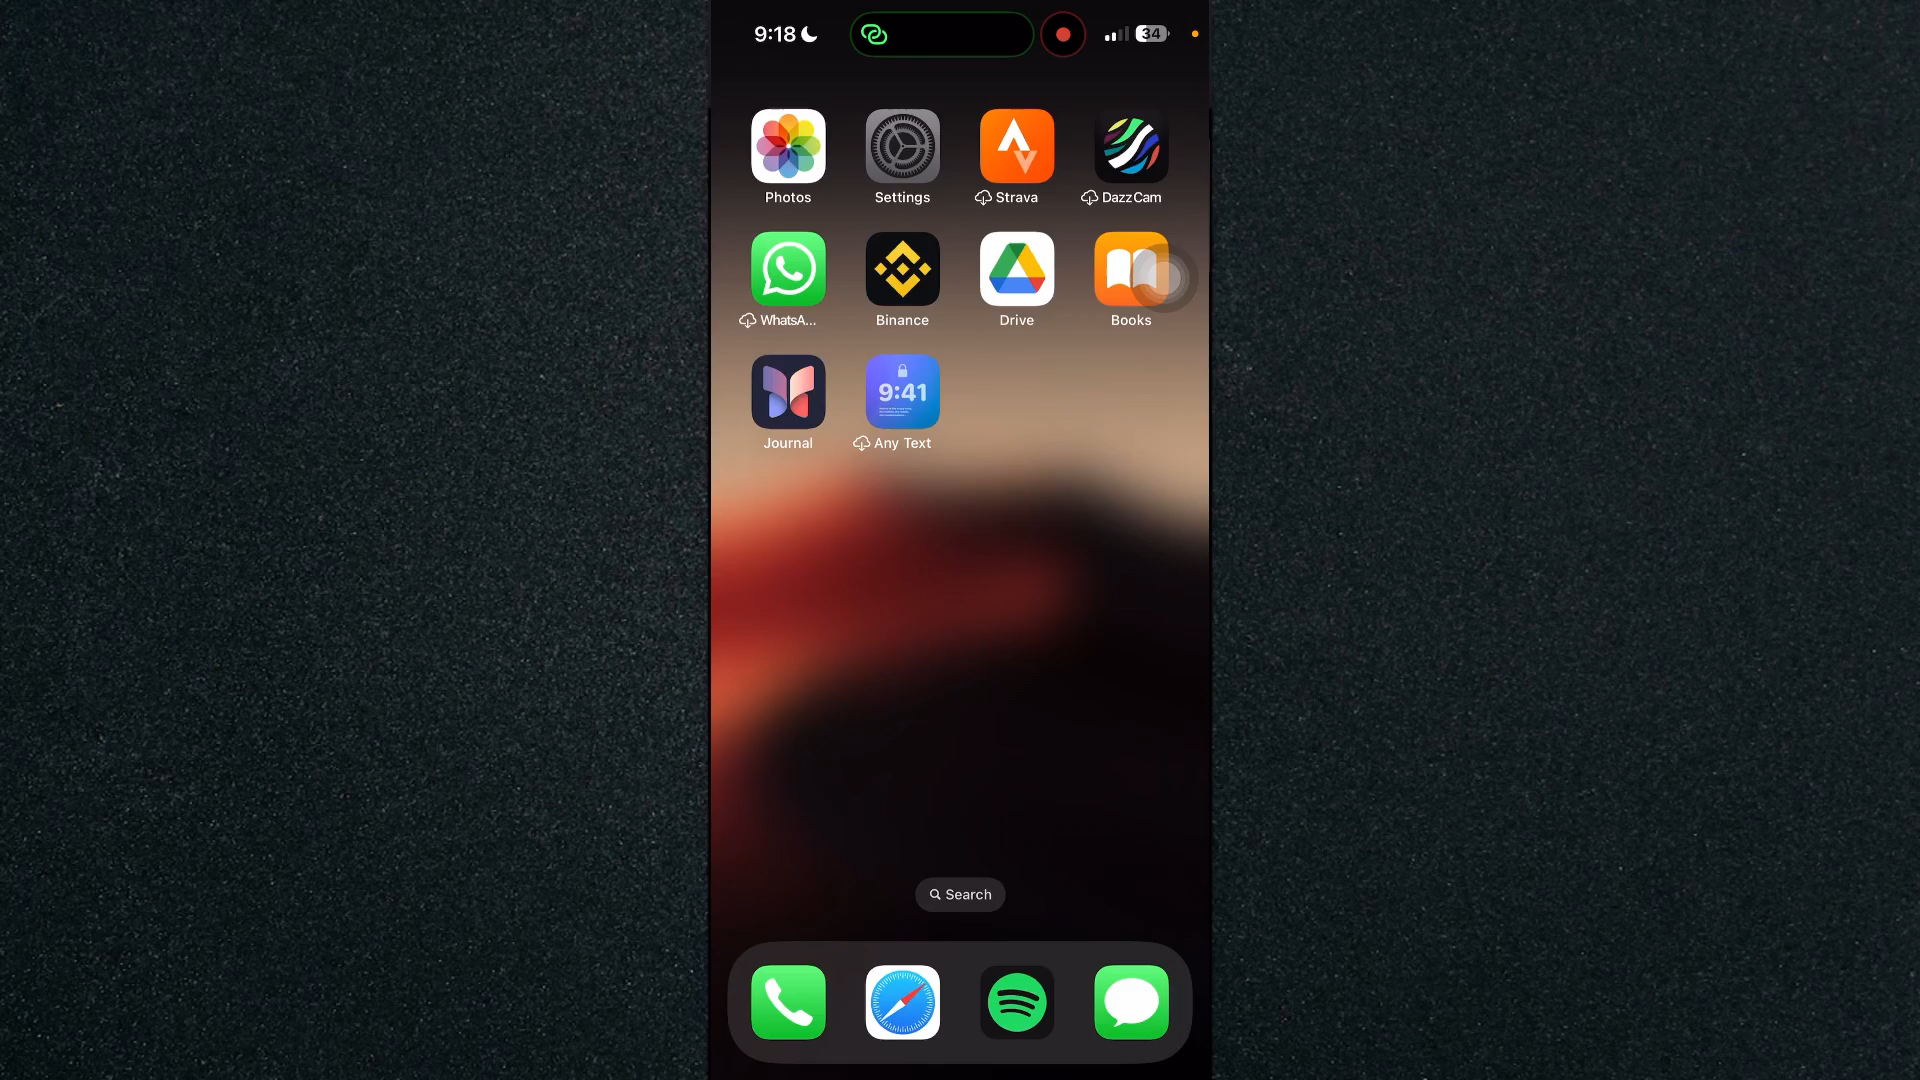 9:18
34
Photos
Settings
Strava
DazzCam
WhatsA...
Binance
Drive
Books
9:41
Journal
Any Text
Search